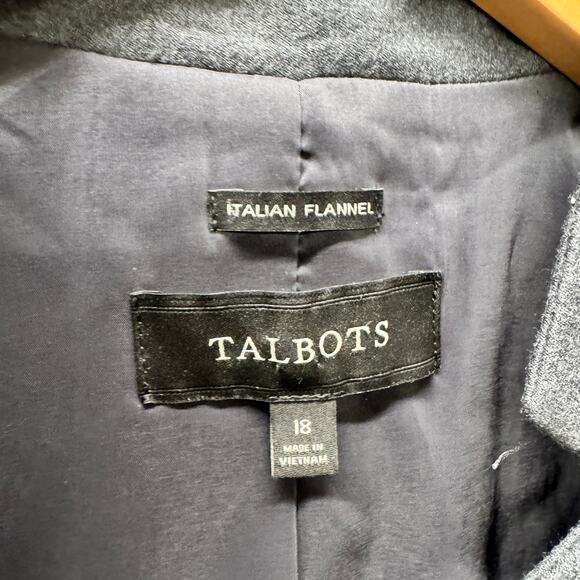 ITALIAN FLANNEL
TALBOTS
18
MADE IN
VIETNAM